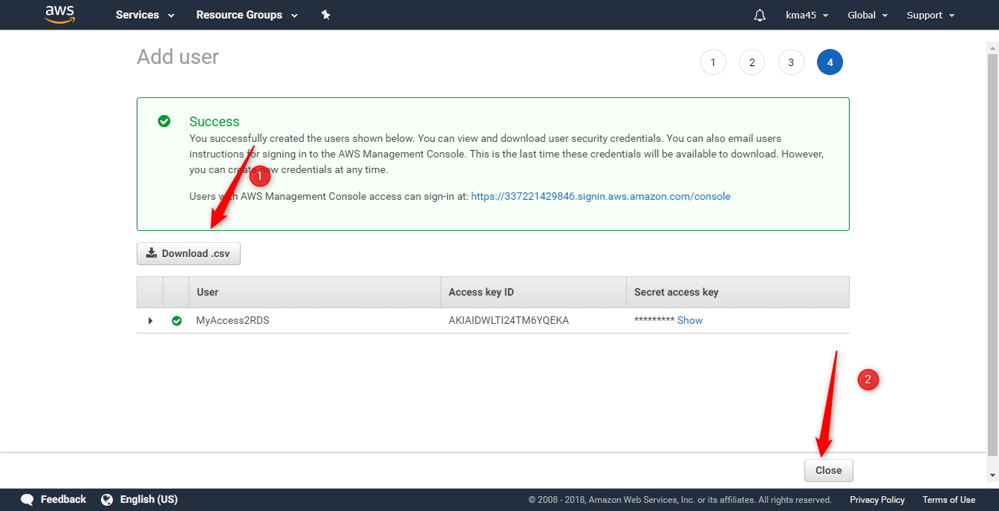 aws Services Resource Groups kma45 Global Support
Add user
1 2 3 4
Success
You successfully created the users shown below. You can view and download user security credentials. You can also email users
instructions for signing in to the AWS Management Console. This is the last time these credentials will be available to download. However,
you can create new credentials at any time.
1
Users with AWS Management Console access can sign-in at: https://337221429846.signin.aws.amazon.com/console
Download .csv
User Access key ID Secret access key
MyAccess2RDS AKIAIDWLTI24TM6YQEKA ********* Show
2
Close
Feedback English (US) © 2008 - 2018, Amazon Web Services, Inc. or its affiliates. All rights reserved. Privacy Policy Terms of Use